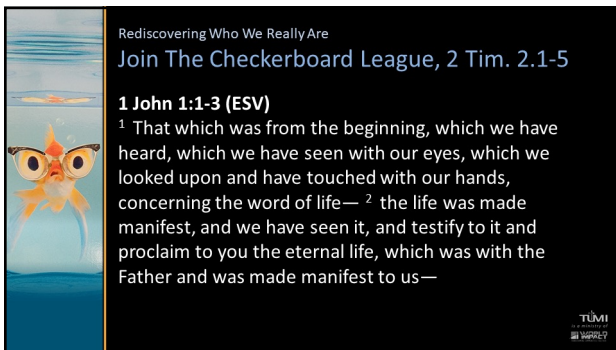 Rediscovering Who We Really Are
Join The Checkerboard League, 2 Tim. 2.1-5
1 John 1:1-3 (ESV)
1 That which was from the beginning, which we have
heard, which we have seen with our eyes, which we
looked upon and have touched with our hands,
concerning the word of life— 2 the life was made
manifest, and we have seen it, and testify to it and
proclaim to you the eternal life, which was with the
Father and was made manifest to us—
TUMI
is a ministry of
WORLD
IMPACT